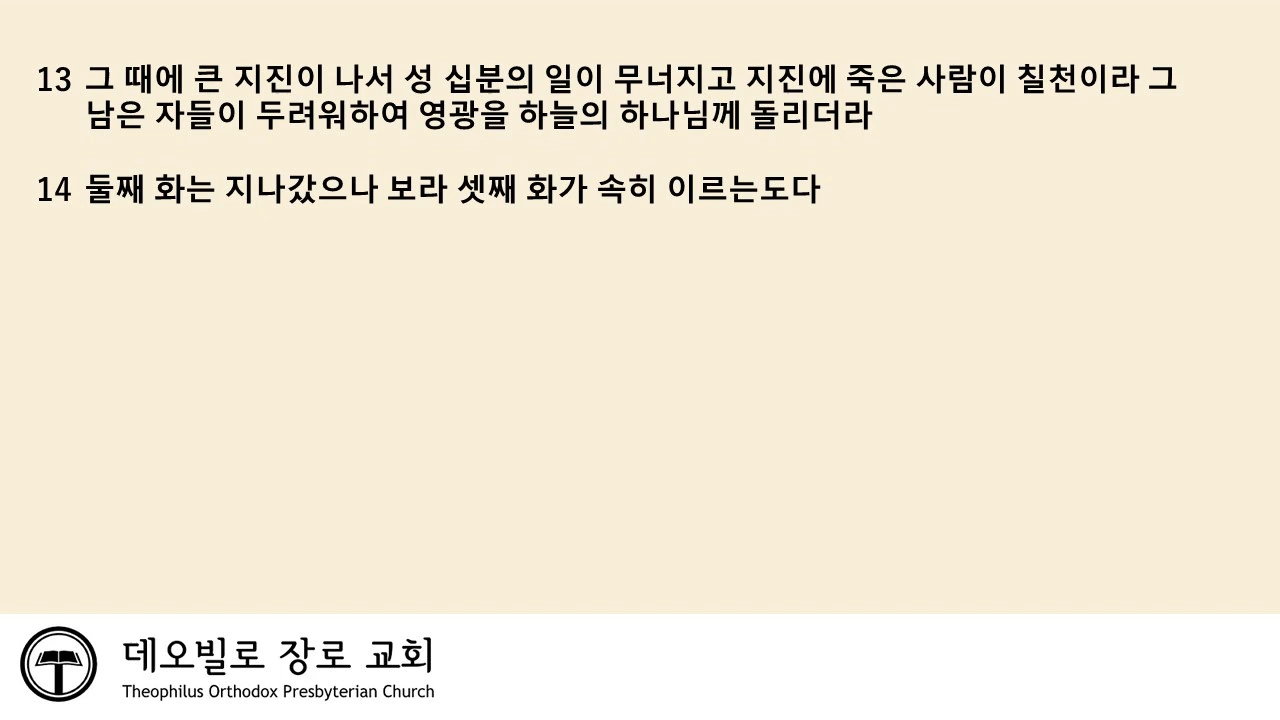 13 그 때에 큰 지진이 나서 성 십분의 일이 무너지고 지진에 죽은 사람이 칠천이라 그
남은 자들이 두려워하여 영광을 하늘의 하나님께 돌리더라
14 둘째 화는 지나갔으나 보라 셋째 화가 속히 이르는도다
데오빌로 장로 교회
Theophilus Orthodox Presbyterian Church